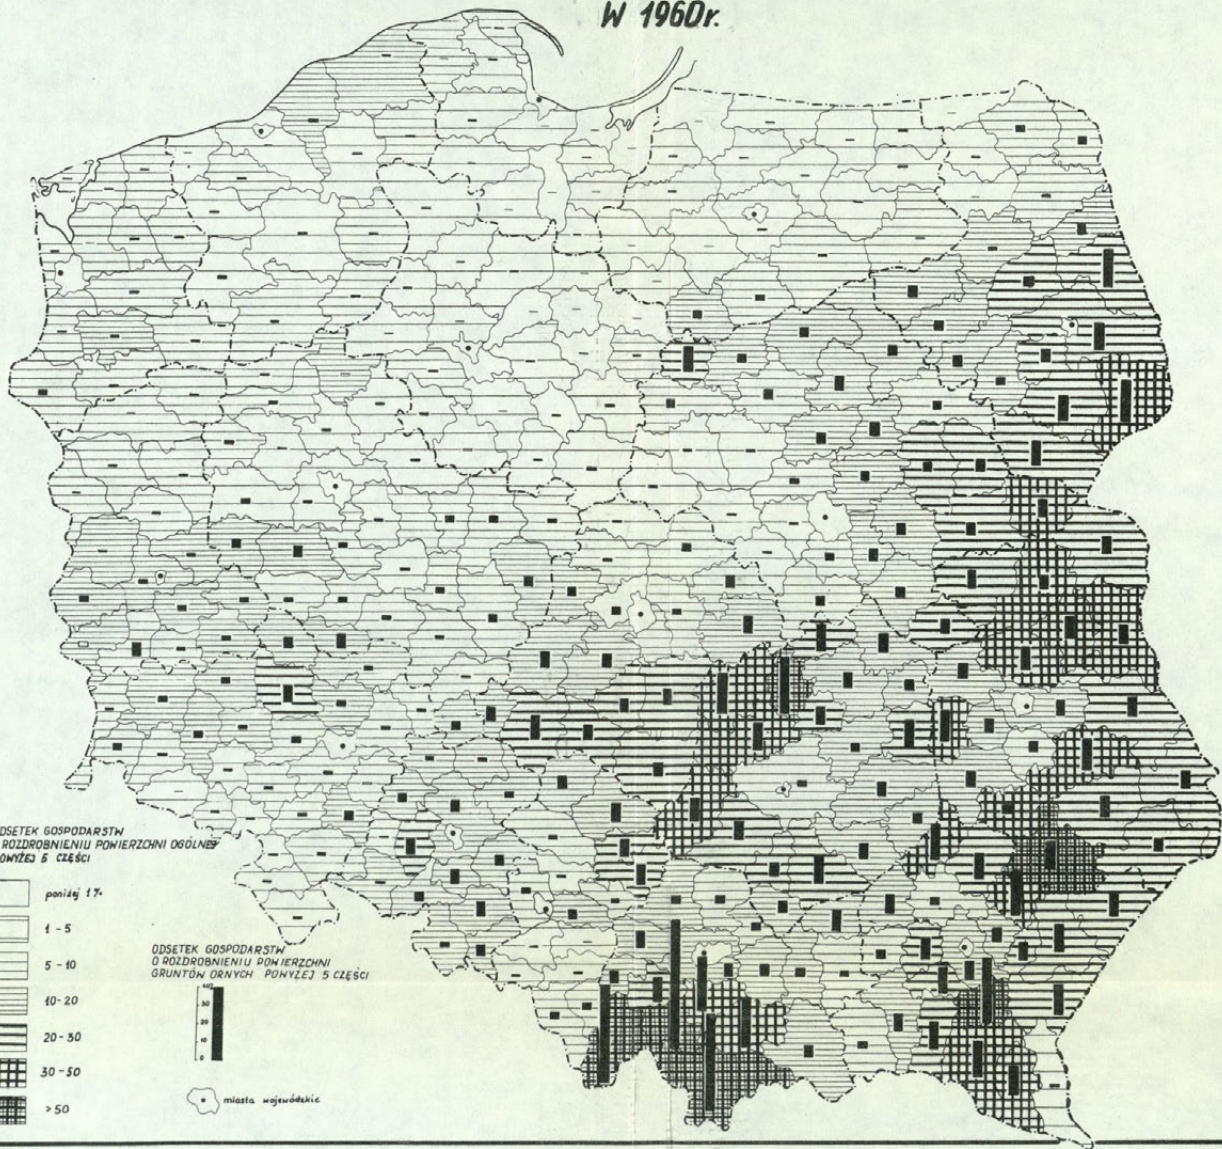 W 1960r.
ODSETEK GOSPODARSTW
ROZDROBNIENIU POWIERZCHNI OGÓLNEJ
POWYŻEJ 5 CZĘŚCI
poniżej 1%
1 - 5
5 - 10
10 - 20
20 - 30
30 - 50
> 50
ODSETEK GOSPODARSTW
O ROZDROBNIENIU POWIERZCHNI
GRUNTÓW ORNYCH POWYŻEJ 5 CZĘŚCI
40
30
20
10
0
miasta wojewódzkie